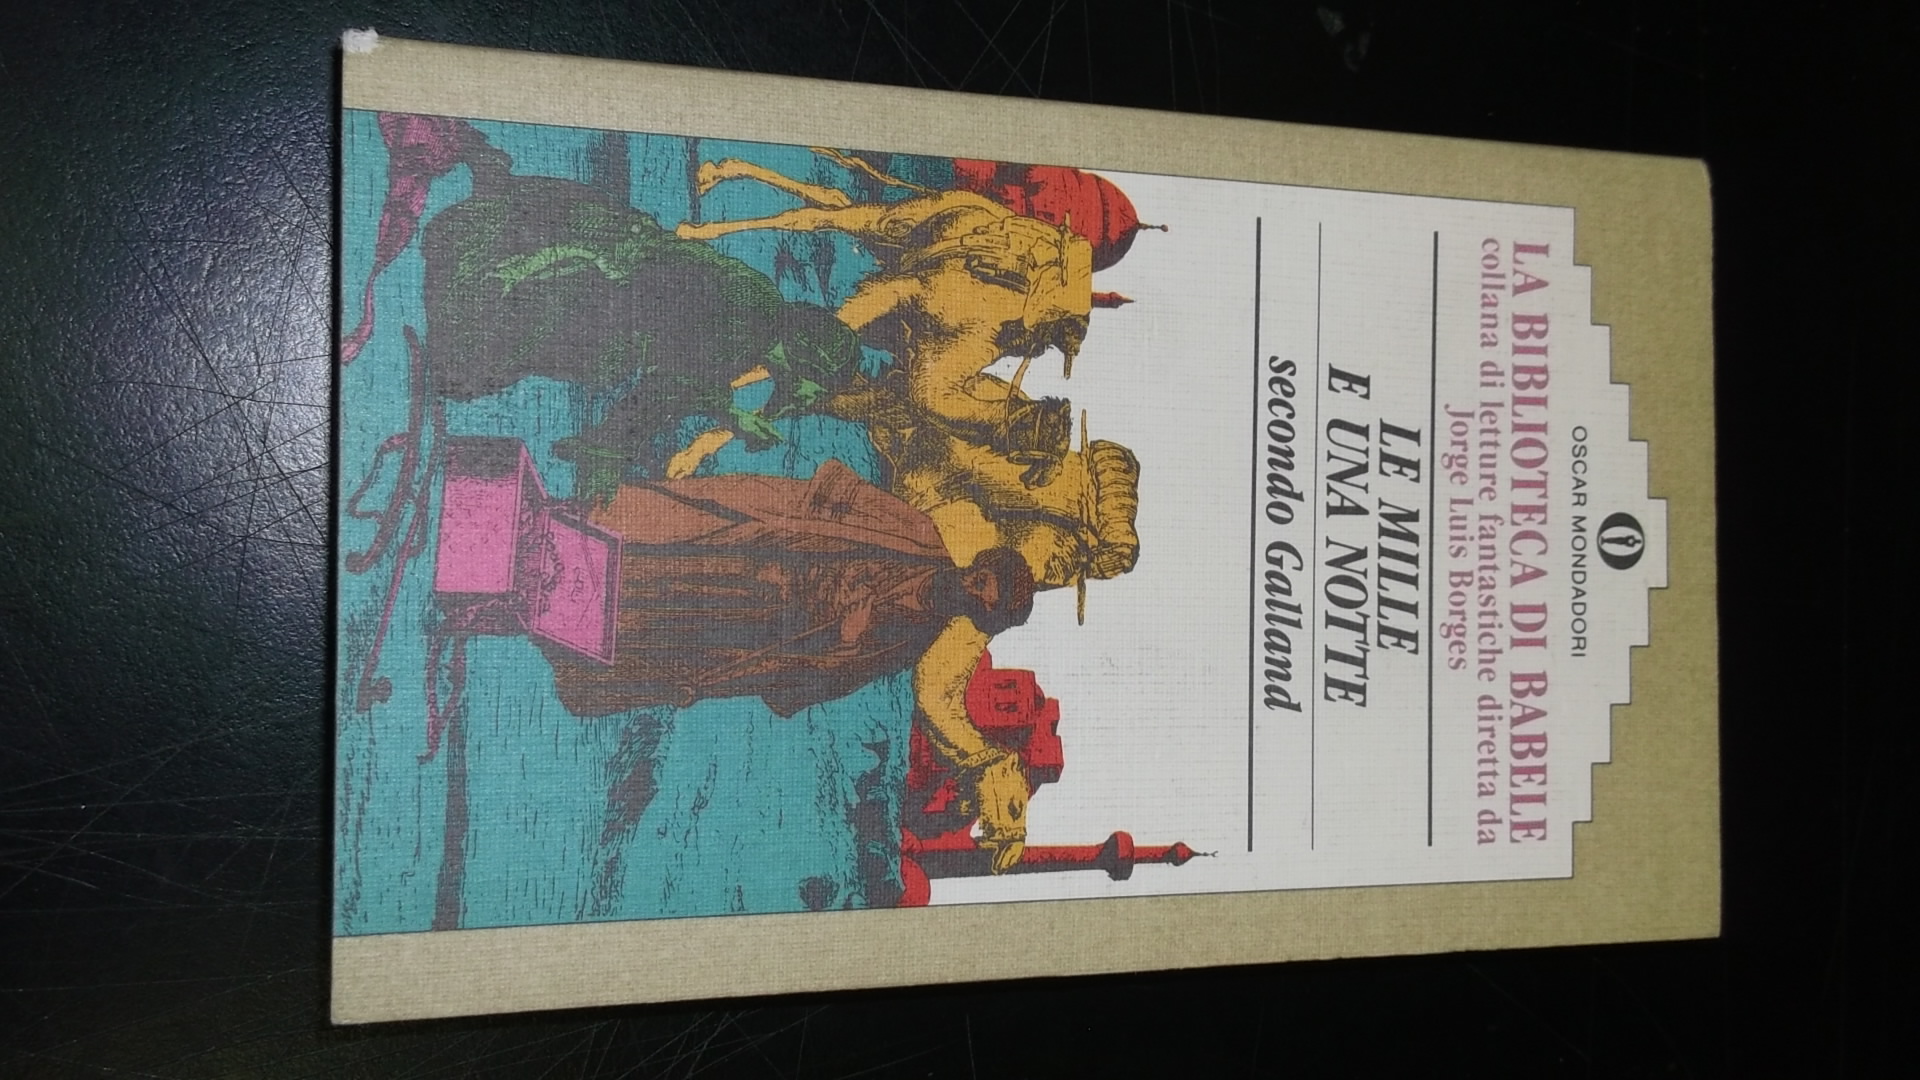 OSCAR MONDADORI
LA BIBLIOTECA DI BABELE
collana di letture fantastiche diretta da
Jorge Luis Borges
LE MILLE
E UNA NOTTE
secondo Galland